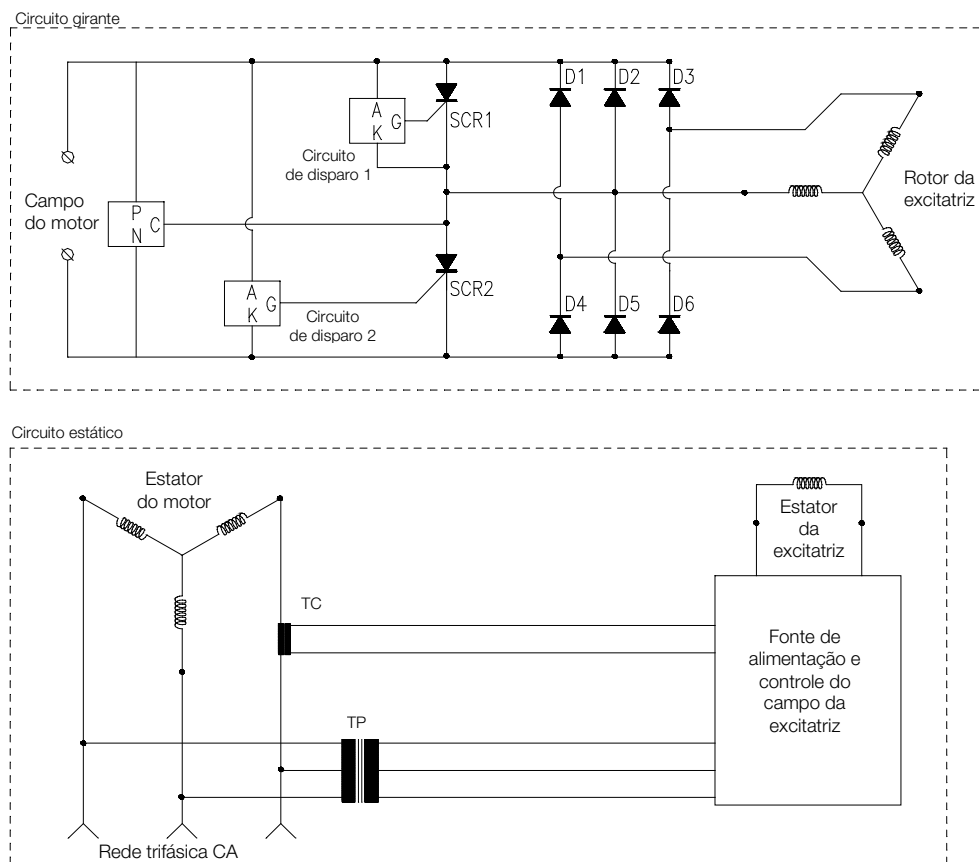 Circuito girante
D1
D2
D3
A
G
K
SCR1
Circuito
de disparo 1
Campo
do motor
P
C
N
Rotor da
excitatriz
A
G
K
SCR2
Circuito
de disparo 2
D4
D5
D6
Circuito estático
Estator
do motor
Estator
da
excitatriz
TC
Fonte de
alimentação e
controle do
campo da
excitatriz
TP
Rede trifásica CA